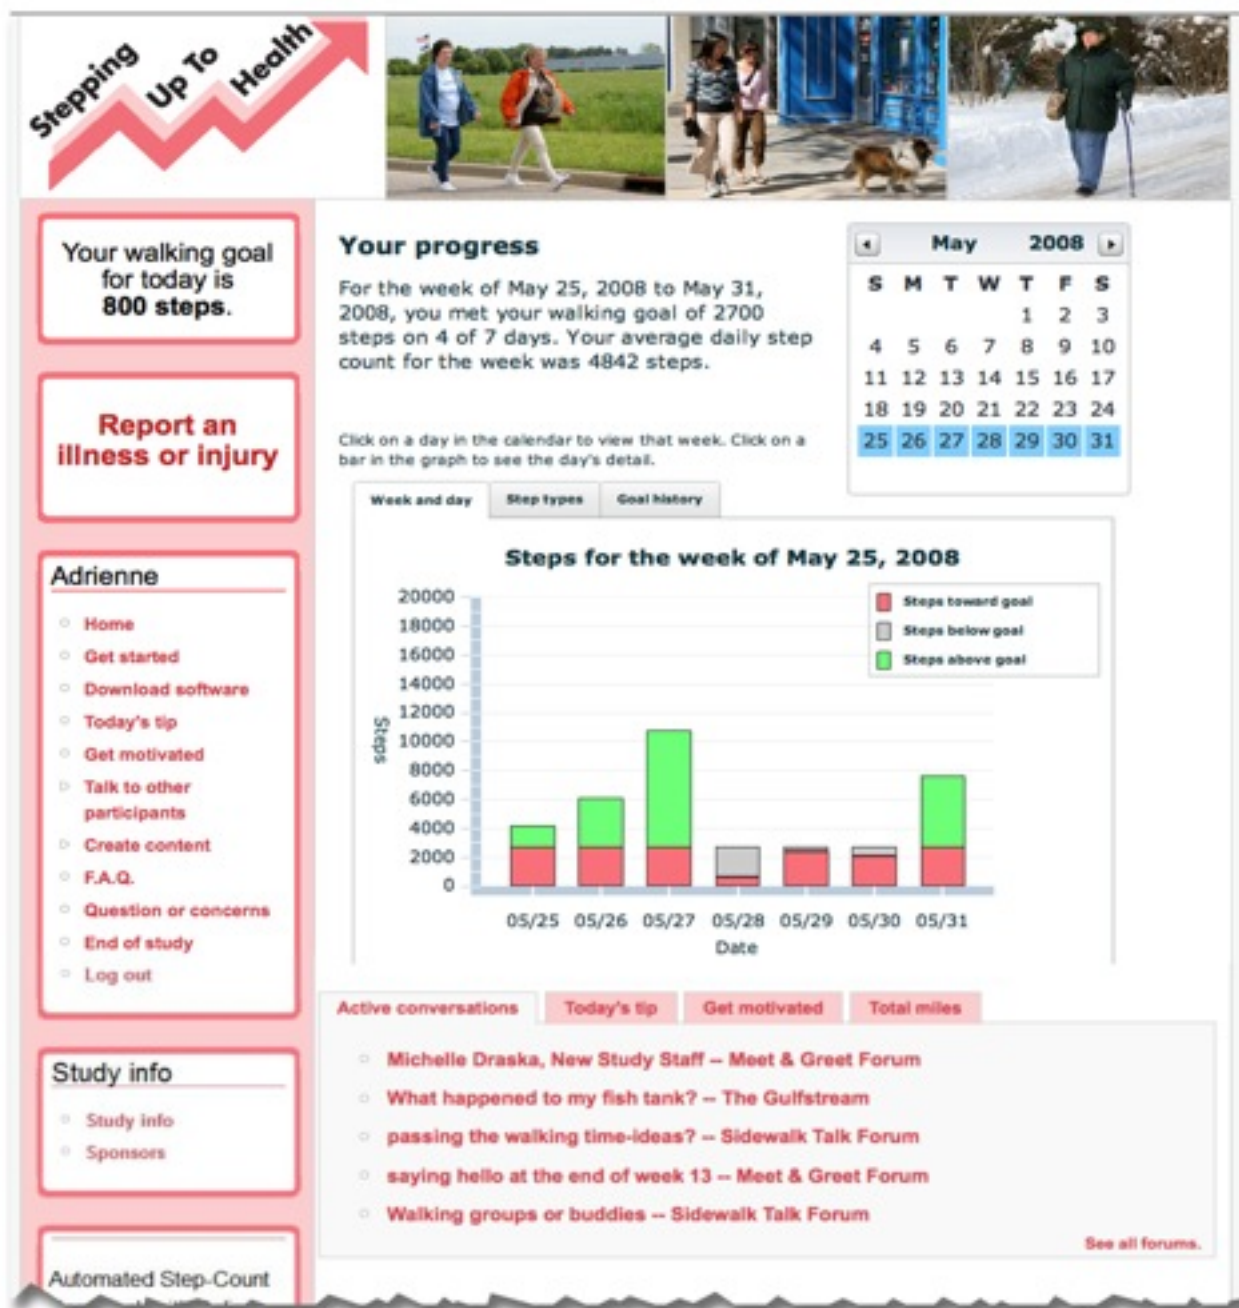 Stepping
Up To
Health
Your walking goal
for today is
800 steps.
Report an
illness or injury
Adrienne
Home
Get started
Download software
Today's tip
Get motivated
Talk to other
participants
Create content
F.A.Q.
Question or concerns
End of study
Log out
Study info
Study info
Sponsors
Automated Step-Count
Your progress
For the week of May 25, 2008 to May 31,
2008, you met your walking goal of 2700
steps on 4 of 7 days. Your average daily step
count for the week was 4842 steps.
Click on a day in the calendar to view that week. Click on a
bar in the graph to see the day's detail.
May 2008
S M T W T F S
1 2 3
4 5 6 7 8 9 10
11 12 13 14 15 16 17
18 19 20 21 22 23 24
25 26 27 28 29 30 31
Week and day Step types Goal history
Steps for the week of May 25, 2008
Steps toward goal
Steps below goal
Steps above goal
20000
18000
16000
14000
12000
10000
8000
6000
4000
2000
0
Steps
05/25 05/26 05/27 05/28 05/29 05/30 05/31
Date
Active conversations Today's tip Get motivated Total miles
Michelle Draska, New Study Staff -- Meet & Greet Forum
What happened to my fish tank? -- The Gulfstream
passing the walking time-ideas? -- Sidewalk Talk Forum
saying hello at the end of week 13 -- Meet & Greet Forum
Walking groups or buddies -- Sidewalk Talk Forum
See all forums.